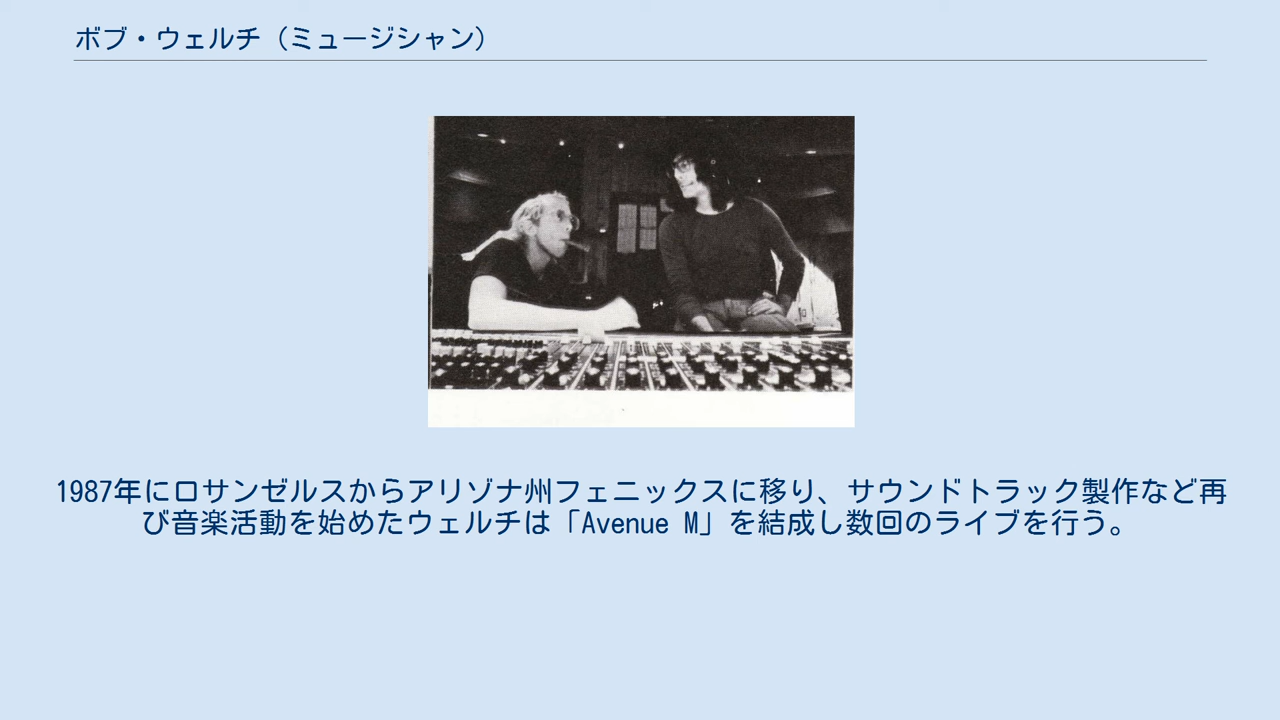 ボブ・ウェルチ（ミュージシャン）
1987年にロサンゼルスからアリゾナ州フェニックスに移り、サウンドトラック製作など再
び音楽活動を始めたウェルチは「Avenue M」を結成し数回のライブを行う。